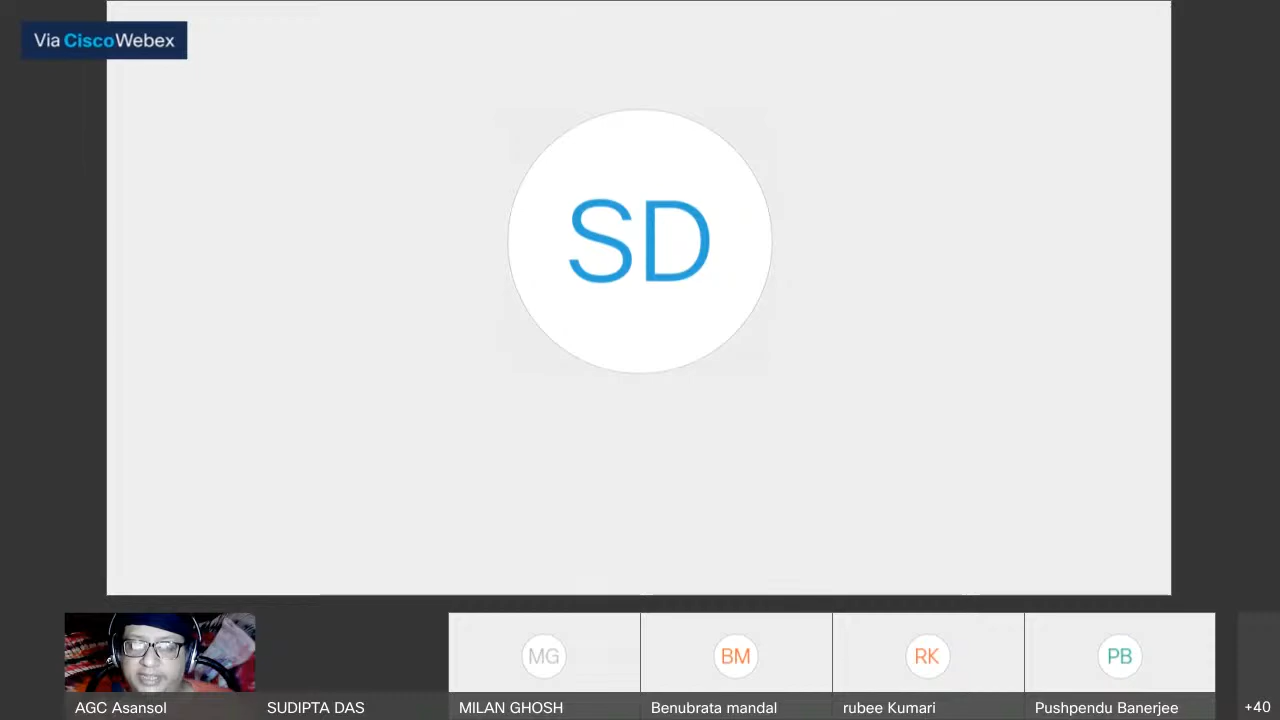 Via CiscoWebex
SD
MG
BM
RK
PB
AGC Asansol
SUDIPTA DAS
MILAN GHOSH
Benubrata mandal
rubee Kumari
Pushpendu Banerjee
+40